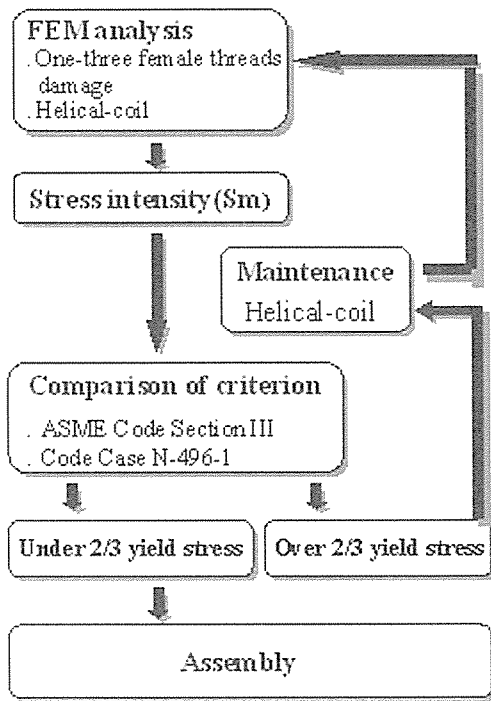 FEM analysis
. One-three female threads
damage
. Helical-coil
Stress intensity(Sm)
Maintenance
Helical-coil
Comparison of criterion
. ASME Code Section III
. Code Case N-496-1
Under 2/3 yield stress
Over 2/3 yield stress
Assembly